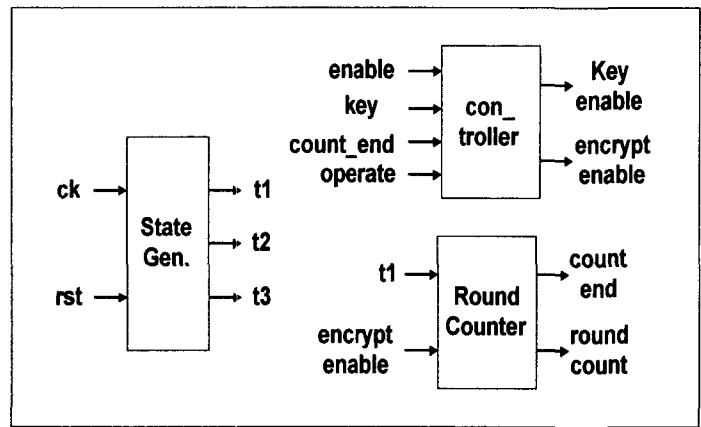 ck
rst
State
Gen.
t1
t2
t3
enable
key
count_end
operate
con_
troller
Key
enable
encrypt
enable
t1
encrypt
enable
Round
Counter
count
end
round
count